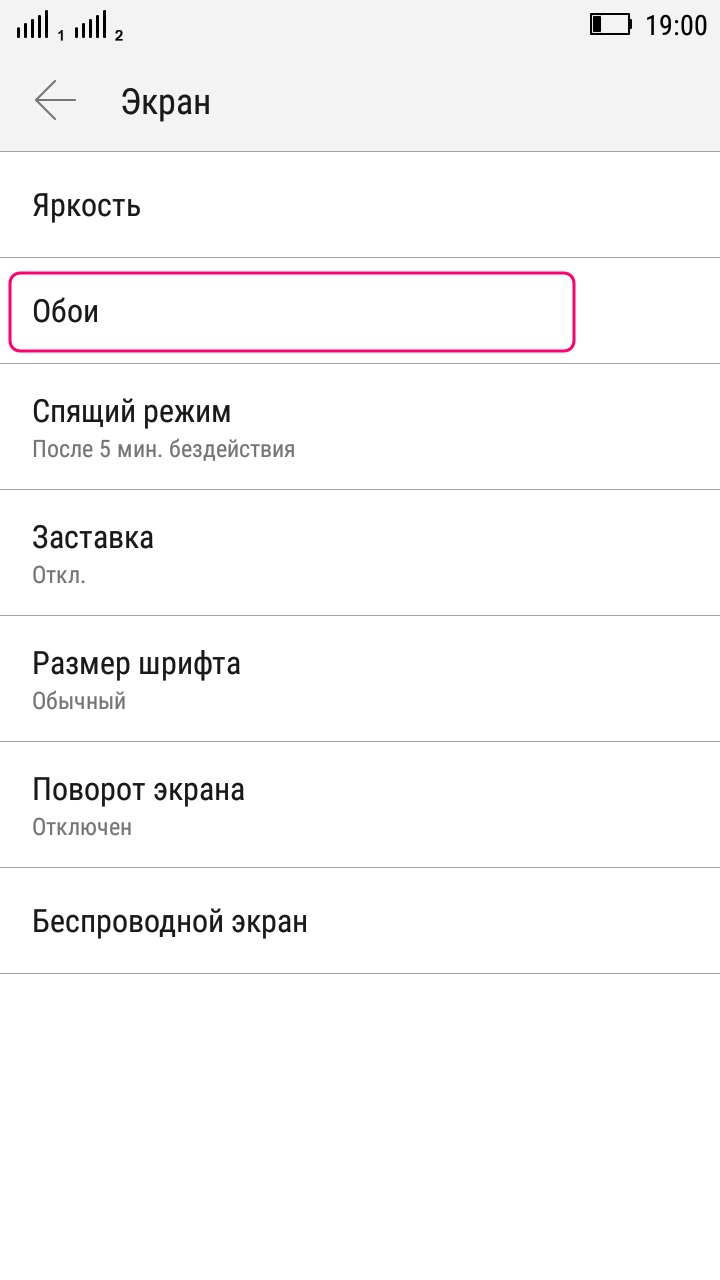 1 2 19:00
Экран
Яркость
Обои
Спящий режим
После 5 мин. бездействия
Заставка
Откл.
Размер шрифта
Обычный
Поворот экрана
Отключен
Беспроводной экран